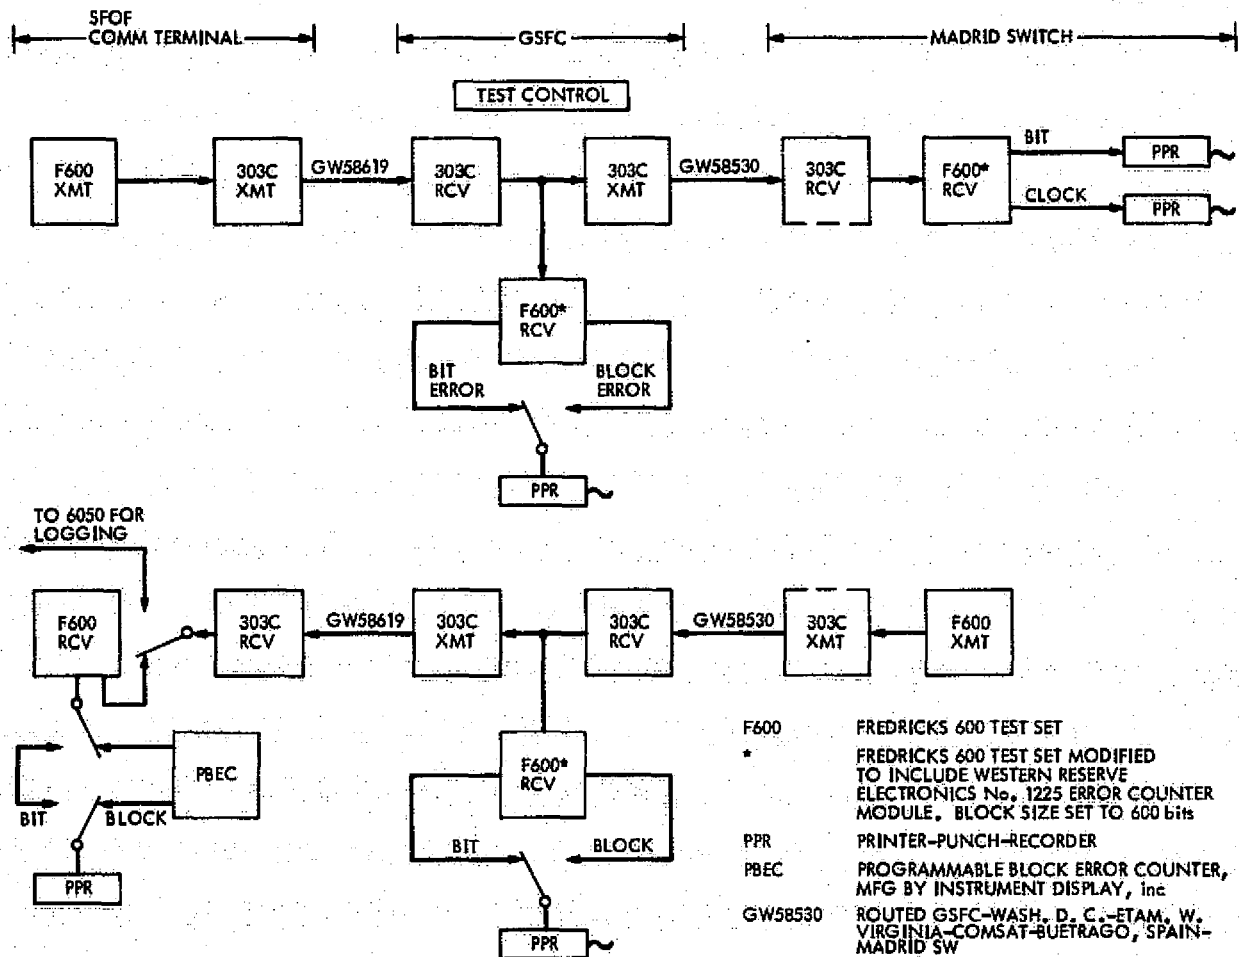 SFOF
COMM TERMINAL
GSFC
MADRID SWITCH
TEST CONTROL
F600
XMT
303C
XMT
GW58619
303C
RCV
303C
XMT
GW58530
303C
RCV
F600*
RCV
BIT
PPR
CLOCK
PPR
F600*
RCV
BIT
ERROR
BLOCK
ERROR
PPR
TO 6050 FOR
LOGGING
F600
RCV
303C
RCV
GW58619
303C
XMT
303C
RCV
GW58530
303C
XMT
F600
XMT
PBEC
BIT
BLOCK
PPR
F600*
RCV
BIT
BLOCK
PPR
F600 FREDRICKS 600 TEST SET
* FREDRICKS 600 TEST SET MODIFIED
TO INCLUDE WESTERN RESERVE
ELECTRONICS No. 1225 ERROR COUNTER
MODULE. BLOCK SIZE SET TO 600 bits
PPR PRINTER-PUNCH-RECORDER
PBEC PROGRAMMABLE BLOCK ERROR COUNTER,
MFG BY INSTRUMENT DISPLAY, inc
GW58530 ROUTED GSFC-WASH. D. C.-ETAM, W.
VIRGINIA-COMSAT-BUETRAGO, SPAIN-
MADRID SW